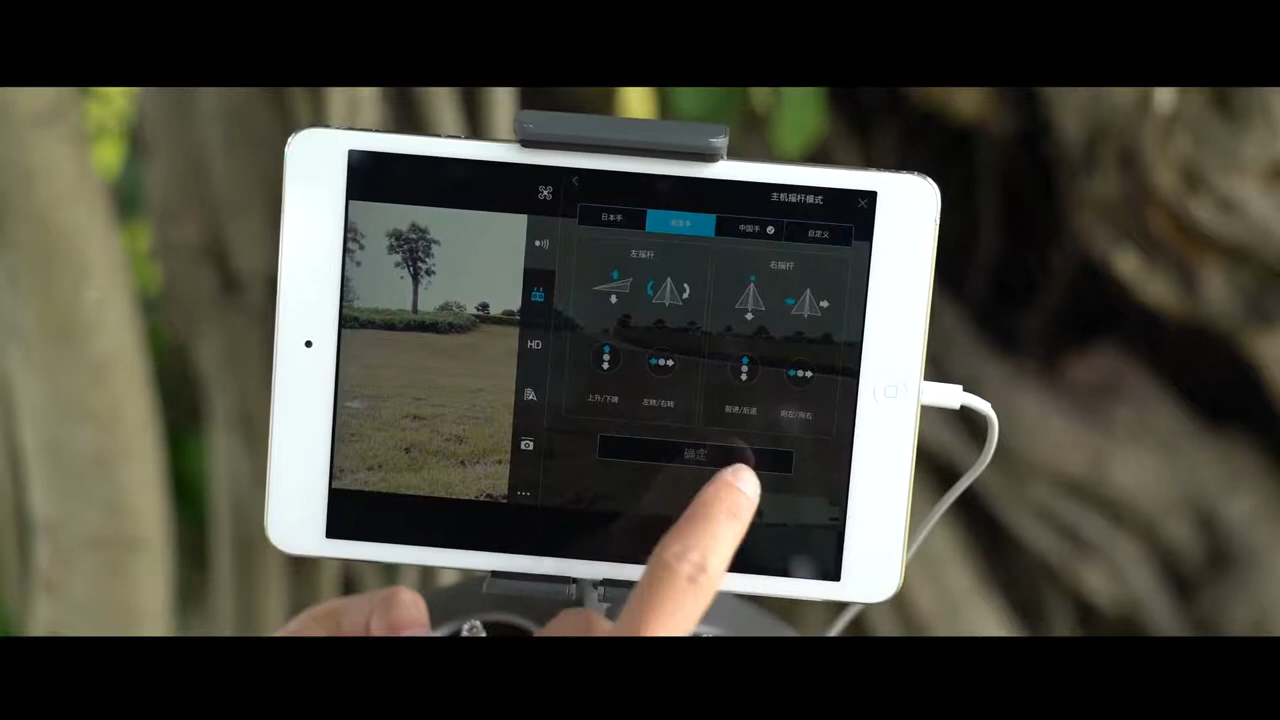 主机摇杆模式
日本手
美国手
中国手
自定义
左摇杆
右摇杆
HD
上升/下降
左转/右转
前进/后退
向左/向右
确定